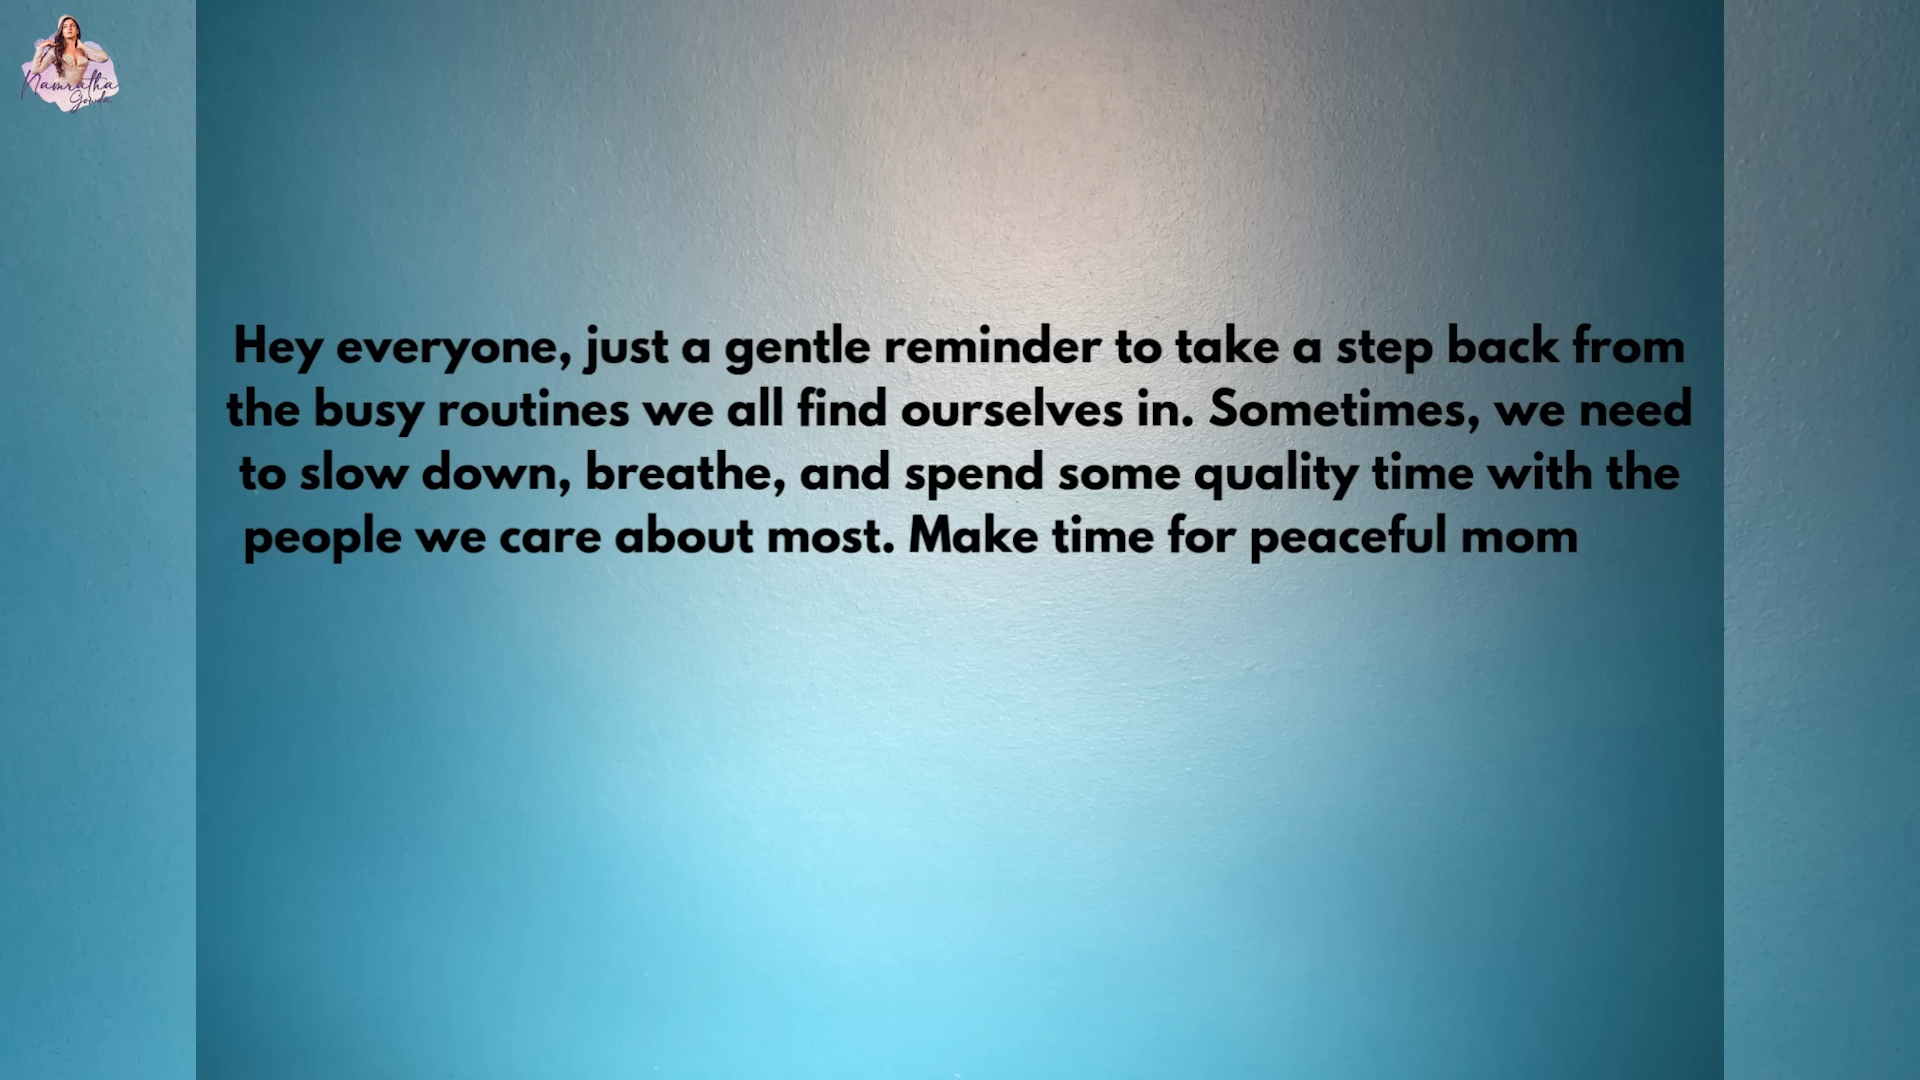 Namratha
Gowda
Hey everyone, just a gentle reminder to take a step back from
the busy routines we all find ourselves in. Sometimes, we need
to slow down, breathe, and spend some quality time with the
people we care about most. Make time for peaceful mom